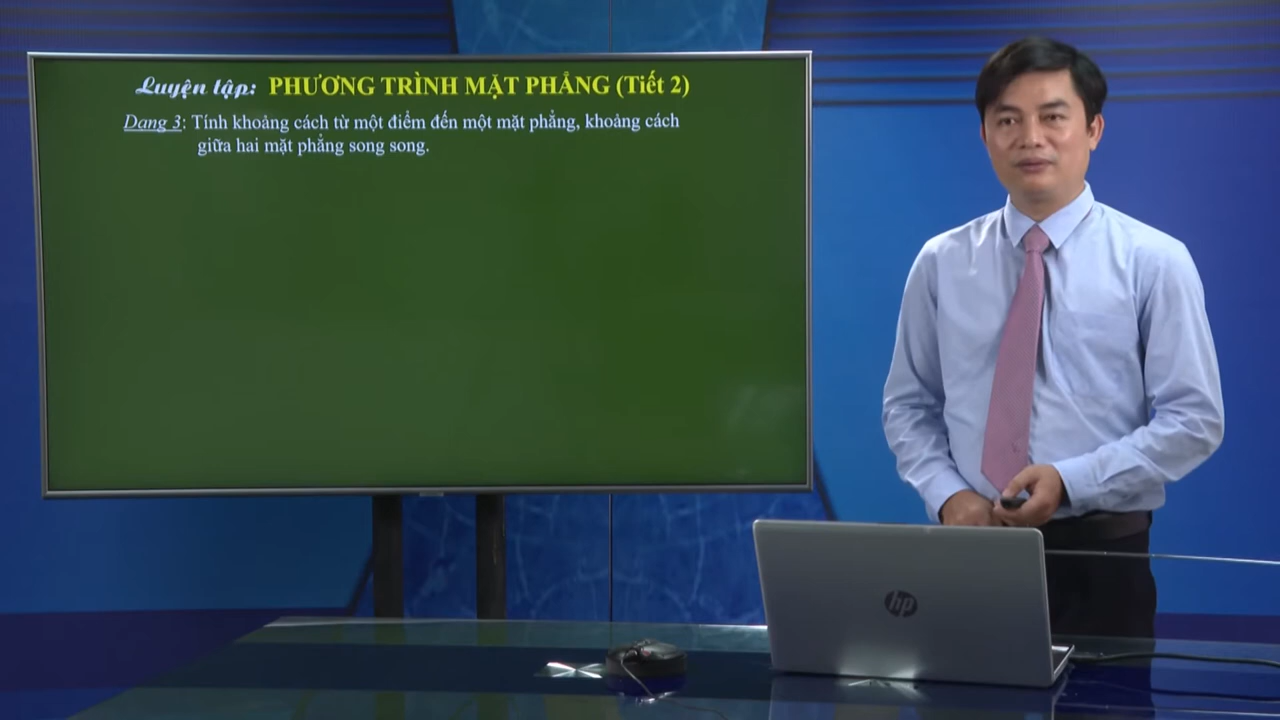 Luyện tập: PHƯƠNG TRÌNH MẶT PHẲNG (Tiết 2)
Dạng 3: Tính khoảng cách từ một điểm đến một mặt phẳng, khoảng cách
giữa hai mặt phẳng song song.
hp